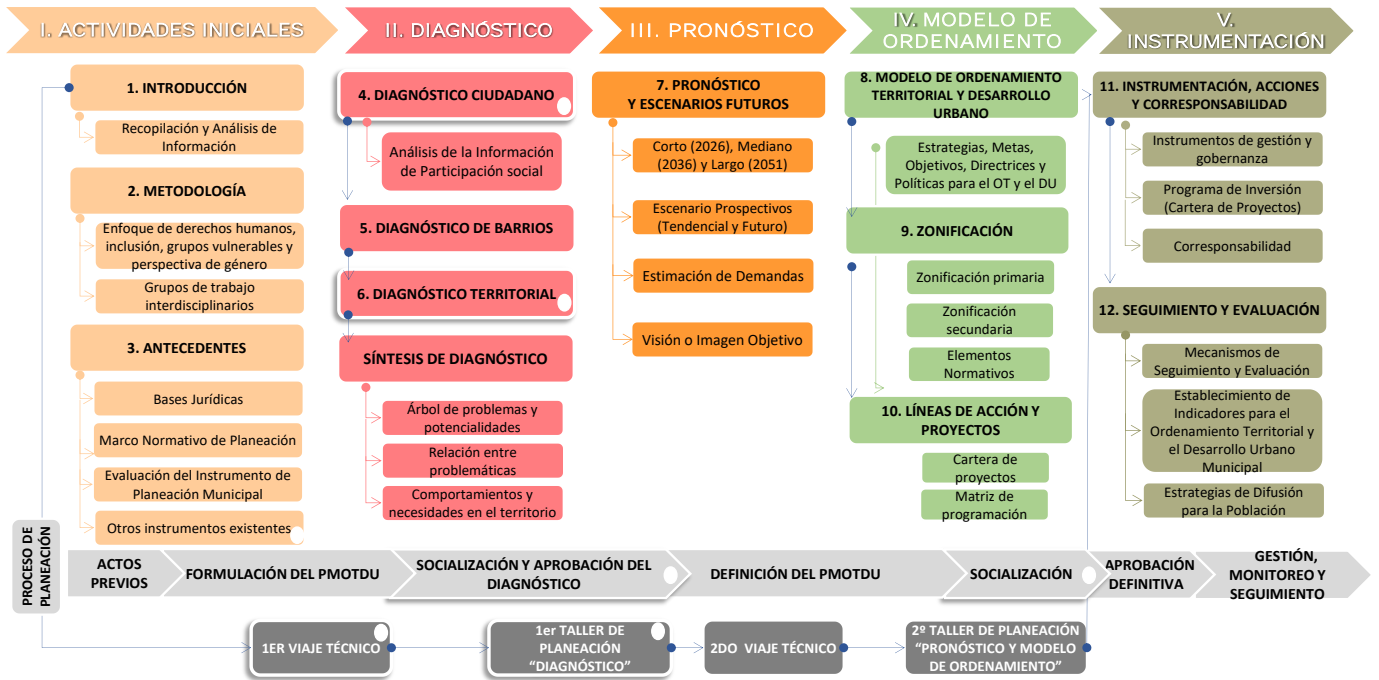 I. ACTIVIDADES INICIALES
II. DIAGNÓSTICO
III. PRONÓSTICO
IV. MODELO DE
ORDENAMIENTO
V.
INSTRUMENTACIÓN
1. INTRODUCCIÓN
Recopilación y Análisis de
Información
2. METODOLOGÍA
Enfoque de derechos humanos,
inclusión, grupos vulnerables y
perspectiva de género
Grupos de trabajo
interdisciplinarios
3. ANTECEDENTES
Bases Jurídicas
Marco Normativo de Planeación
Evaluación del Instrumento de
Planeación Municipal
Otros instrumentos existentes
4. DIAGNÓSTICO CIUDADANO
Análisis de la Información
de Participación social
5. DIAGNÓSTICO DE BARRIOS
6. DIAGNÓSTICO TERRITORIAL
SÍNTESIS DE DIAGNÓSTICO
Árbol de problemas y
potencialidades
Relación entre
problemáticas
Comportamientos y
necesidades en el territorio
7. PRONÓSTICO
Y ESCENARIOS FUTUROS
Corto (2026), Mediano
(2036) y Largo (2051)
Escenario Prospectivos
(Tendencial y Futuro)
Estimación de Demandas
Visión o Imagen Objetivo
8. MODELO DE ORDENAMIENTO
TERRITORIAL Y DESARROLLO
URBANO
Estrategias, Metas,
Objetivos, Directrices y
Políticas para el OT y el DU
9. ZONIFICACIÓN
Zonificación primaria
Zonificación
secundaria
Elementos
Normativos
10. LÍNEAS DE ACCIÓN Y
PROYECTOS
Cartera de
proyectos
Matriz de
programación
11. INSTRUMENTACIÓN, ACCIONES
Y CORRESPONSABILIDAD
Instrumentos de gestión y
gobernanza
Programa de Inversión
(Cartera de Proyectos)
Corresponsabilidad
12. SEGUIMIENTO Y EVALUACIÓN
Mecanismos de
Seguimiento y Evaluación
Establecimiento de
Indicadores para el
Ordenamiento Territorial y
el Desarrollo Urbano
Municipal
Estrategias de Difusión
para la Población
PROCESO DE
PLANEACIÓN
ACTOS
PREVIOS
FORMULACIÓN DEL PMOTDU
SOCIALIZACIÓN Y APROBACIÓN DEL
DIAGNÓSTICO
DEFINICIÓN DEL PMOTDU
SOCIALIZACIÓN
APROBACIÓN
DEFINITIVA
GESTIÓN,
MONITOREO Y
SEGUIMIENTO
1ER VIAJE TÉCNICO
1er TALLER DE
PLANEACIÓN
“DIAGNÓSTICO”
2DO VIAJE TÉCNICO
2º TALLER DE PLANEACIÓN
“PRONÓSTICO Y MODELO
DE ORDENAMIENTO”